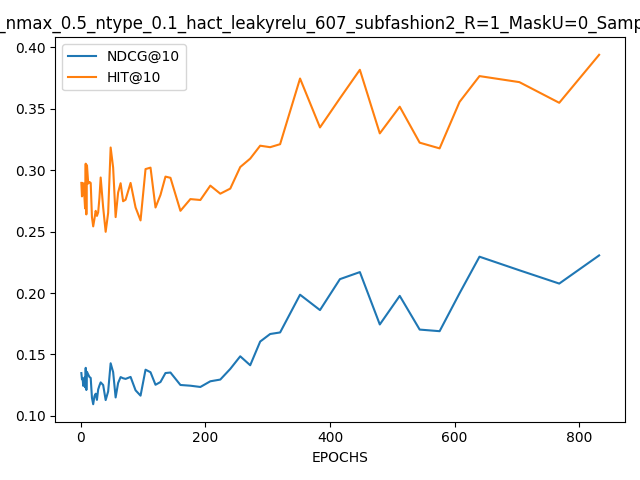 _nmax_0.5_ntype_0.1_hact_leakyrelu_607_subfashion2_R=1_MaskU=0_Samp
NDCG@10
HIT@10
0.40
0.35
0.30
0.25
0.20
0.15
0.10
0 200 400 600 800
EPOCHS